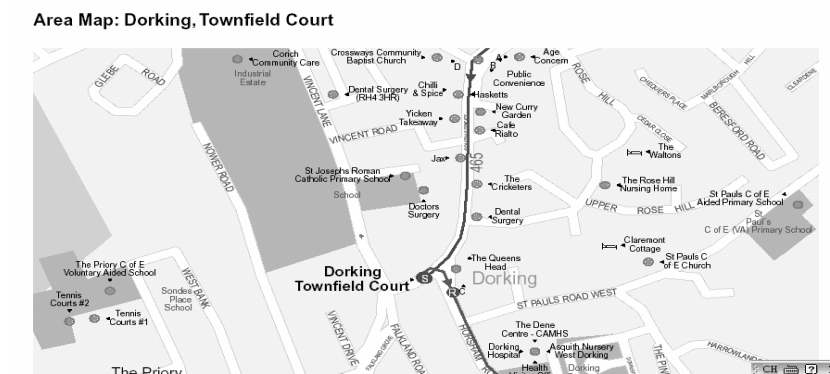 Area Map: Dorking, Townfield Court
Crossways Community
Baptist Church
D
A
B
Age
Concern
Corich
Community Care
Industrial
Estate
GLEBE
ROAD
VINCENT LANE
Dental Surgery
(RH4 3HR)
Chilli
& Spice
Hasketts
Public
Convenience
ROSE
HILL
CHEQUERS PLACE
MARLBOROUGH
HILL
CLEARDENE
New Curry
Garden
Yicken
Takeaway
Cafe
Rialto
CEDAR CLOSE
BERESFORD ROAD
VINCENT ROAD
NOWER ROAD
Jax
465
The
Waltons
St Josephs Roman
Catholic Primary School
School
The
Cricketers
The Rose Hill
Nursing Home
St Pauls C of E
Aided Primary School
Doctors
Surgery
Dental
Surgery
UPPER
ROSE
HILL
St
Paul's
C of E (VA) Primary School
Claremont
Cottage
The Queens
Head
St Pauls C
of E Church
The Priory C of E
Voluntary Aided School
WEST BANK
Dorking
Townfield Court
S
Dorking
R
C
Tennis
Courts #2
Sondes
Place
School
Tennis
Courts #1
ST PAULS ROAD WEST
VINCENT DRIVE
FALKLAND GROVE
FALKLAND ROAD
HORSHAM
The Dene
Centre - CAMHS
Dorking
Hospital
Asquith Nursery
West Dorking
THE PIN
HARROWLAND
The Priory
Health
Dorking
CH
?